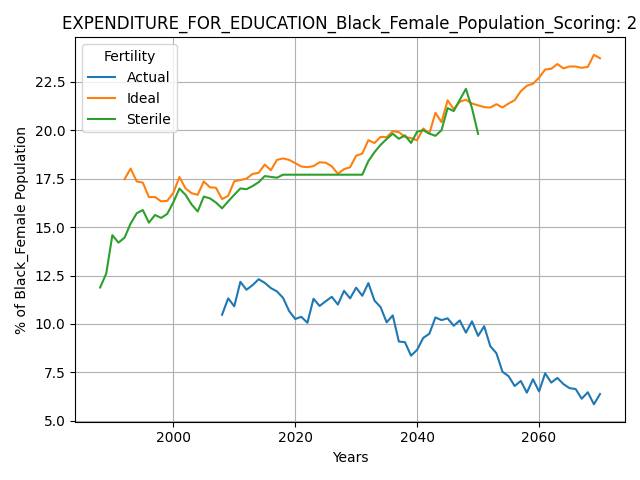 EXPENDITURE_FOR_EDUCATION_Black_Female_Population_Scoring: 2
Fertility
Actual
Ideal
Sterile
% of Black_Female Population
22.5
20.0
17.5
15.0
12.5
10.0
7.5
5.0
2000
2020
2040
2060
Years